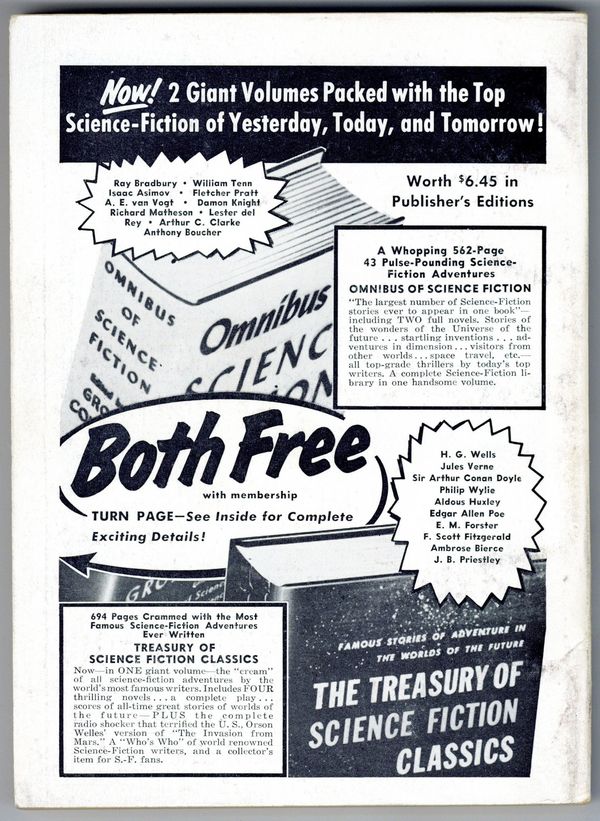 Now! 2 Giant Volumes Packed with the Top
Science-Fiction of Yesterday, Today, and Tomorrow!
Ray Bradbury • William Tenn
Isaac Asimov • Fletcher Pratt
A. E. van Vogt • Damon Knight
Richard Matheson • Lester del
Rey • Arthur C. Clarke
Anthony Boucher
Worth $6.45 in
Publisher's Editions
A Whopping 562-Page
43 Pulse-Pounding Science-
Fiction Adventures
OMNIBUS OF SCIENCE FICTION
"The largest number of Science-Fiction
stories ever to appear in one book"—
including TWO full novels. Stories of
the wonders of the Universe of the
future . . . startling inventions . . . ad-
ventures in dimension . . . visitors from
other worlds . . . space travel, etc.—
all top-grade thrillers by today's top
writers. A complete Science-Fiction li-
brary in one handsome volume.
OMNIBUS
OF
SCIENCE
FICTION
GRO
CO
Omnibus
SCIENC
ON
Both Free
with membership
TURN PAGE—See Inside for Complete
Exciting Details!
H. G. Wells
Jules Verne
Sir Arthur Conan Doyle
Philip Wylie
Aldous Huxley
Edgar Allen Poe
E. M. Forster
F. Scott Fitzgerald
Ambrose Bierce
J. B. Priestley
GRO
Scienc
694 Pages Crammed with the Most
Famous Science-Fiction Adventures
Ever Written
TREASURY OF
SCIENCE FICTION CLASSICS
Now—in ONE giant volume—the "cream"
of all science-fiction adventures by the
world's most famous writers. Includes FOUR
thrilling novels . . . a complete play . . .
scores of all-time great stories of worlds of
the future—PLUS the complete
radio shocker that terrified the U. S., Orson
Welles' version of "The Invasion from
Mars." A "Who's Who" of world renowned
Science-Fiction writers, and a collector's
item for S.-F. fans.
FAMOUS STORIES OF ADVENTURE IN
THE WORLDS OF THE FUTURE
THE TREASURY OF
SCIENCE FICTION
CLASSICS